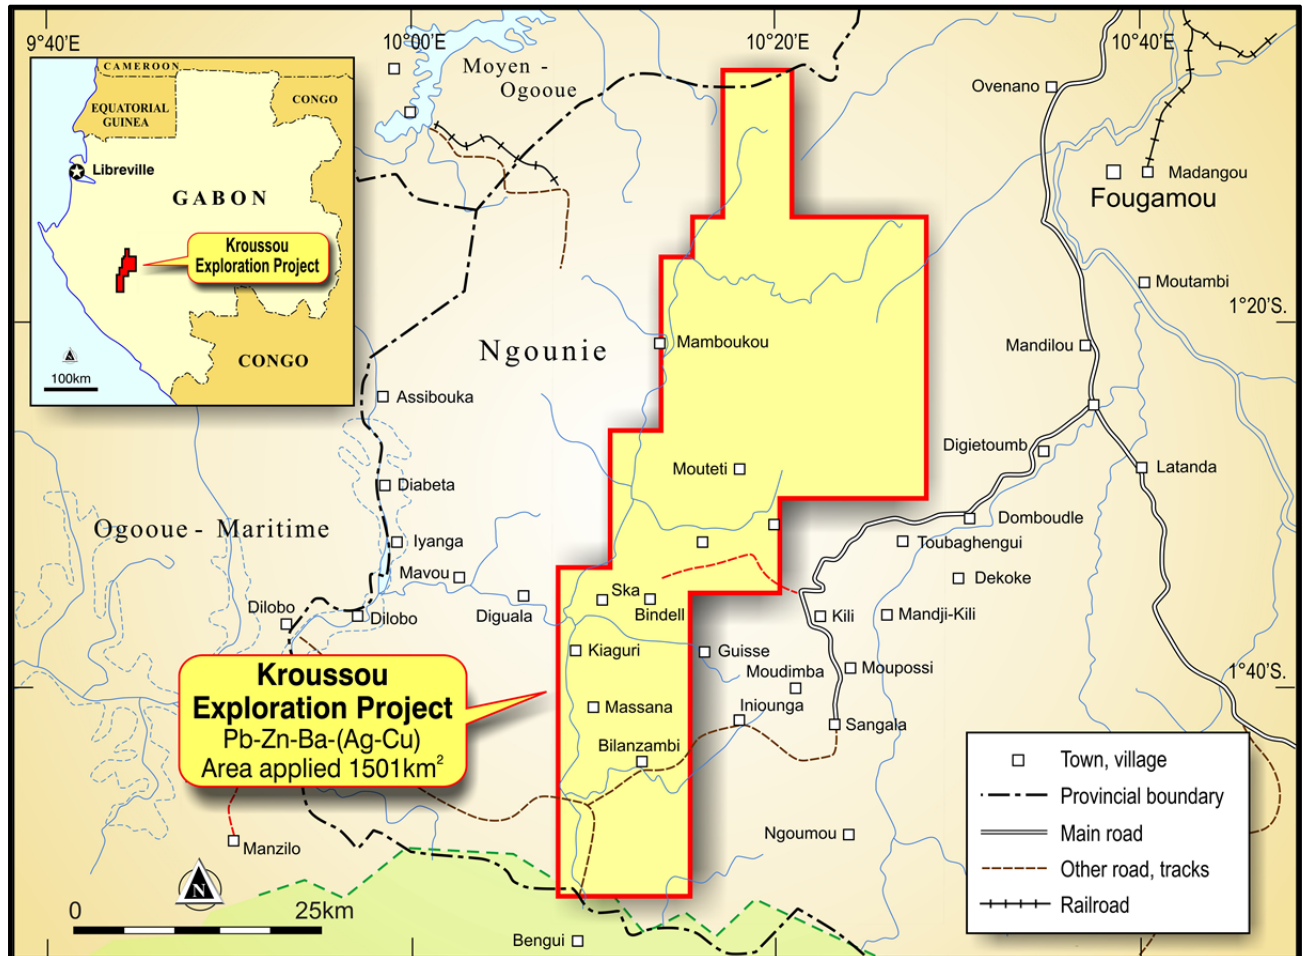 9°40'E
10°00'E
10°20'E
10°40'E
CAMEROON
EQUATORIAL
GUINEA
CONGO
Libreville
GABON
Kroussou
Exploration Project
CONGO
100km
N
Moyen -
Ogooue
Ovenano
Madangou
Fougamou
Moutambi
1°20'S.
Ngounie
Mamboukou
Mandilou
Assibouka
Digietoumb
Latanda
Mouteti
Diabeta
Ogooue - Maritime
Domboudle
Iyanga
Toubaghengui
Mavou
Dekoke
Ska
Bindell
Diguala
Dilobo
Dilobo
Kili
Mandji-Kili
Kiaguri
Guisse
Moudimba
Moupossi
1°40'S.
Kroussou
Exploration Project
Pb-Zn-Ba-(Ag-Cu)
Area applied 1501km²
Massana
Iniounga
Sangala
Bilanzambi
Manzilo
Ngoumou
Bengui
N
0
25km
Town, village
Provincial boundary
Main road
Other road, tracks
Railroad